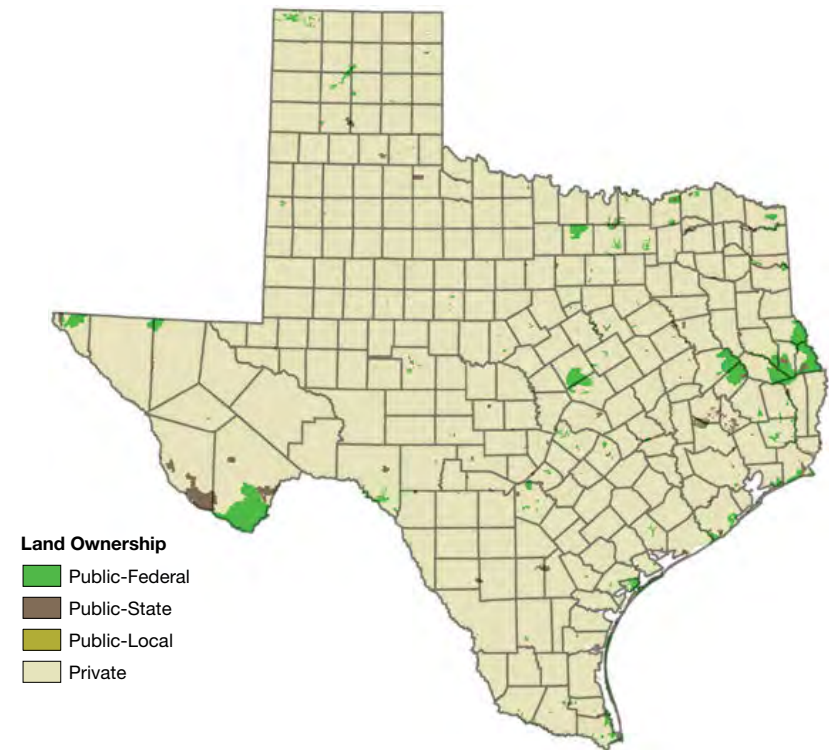 Land Ownership
Public-Federal
Public-State
Public-Local
Private